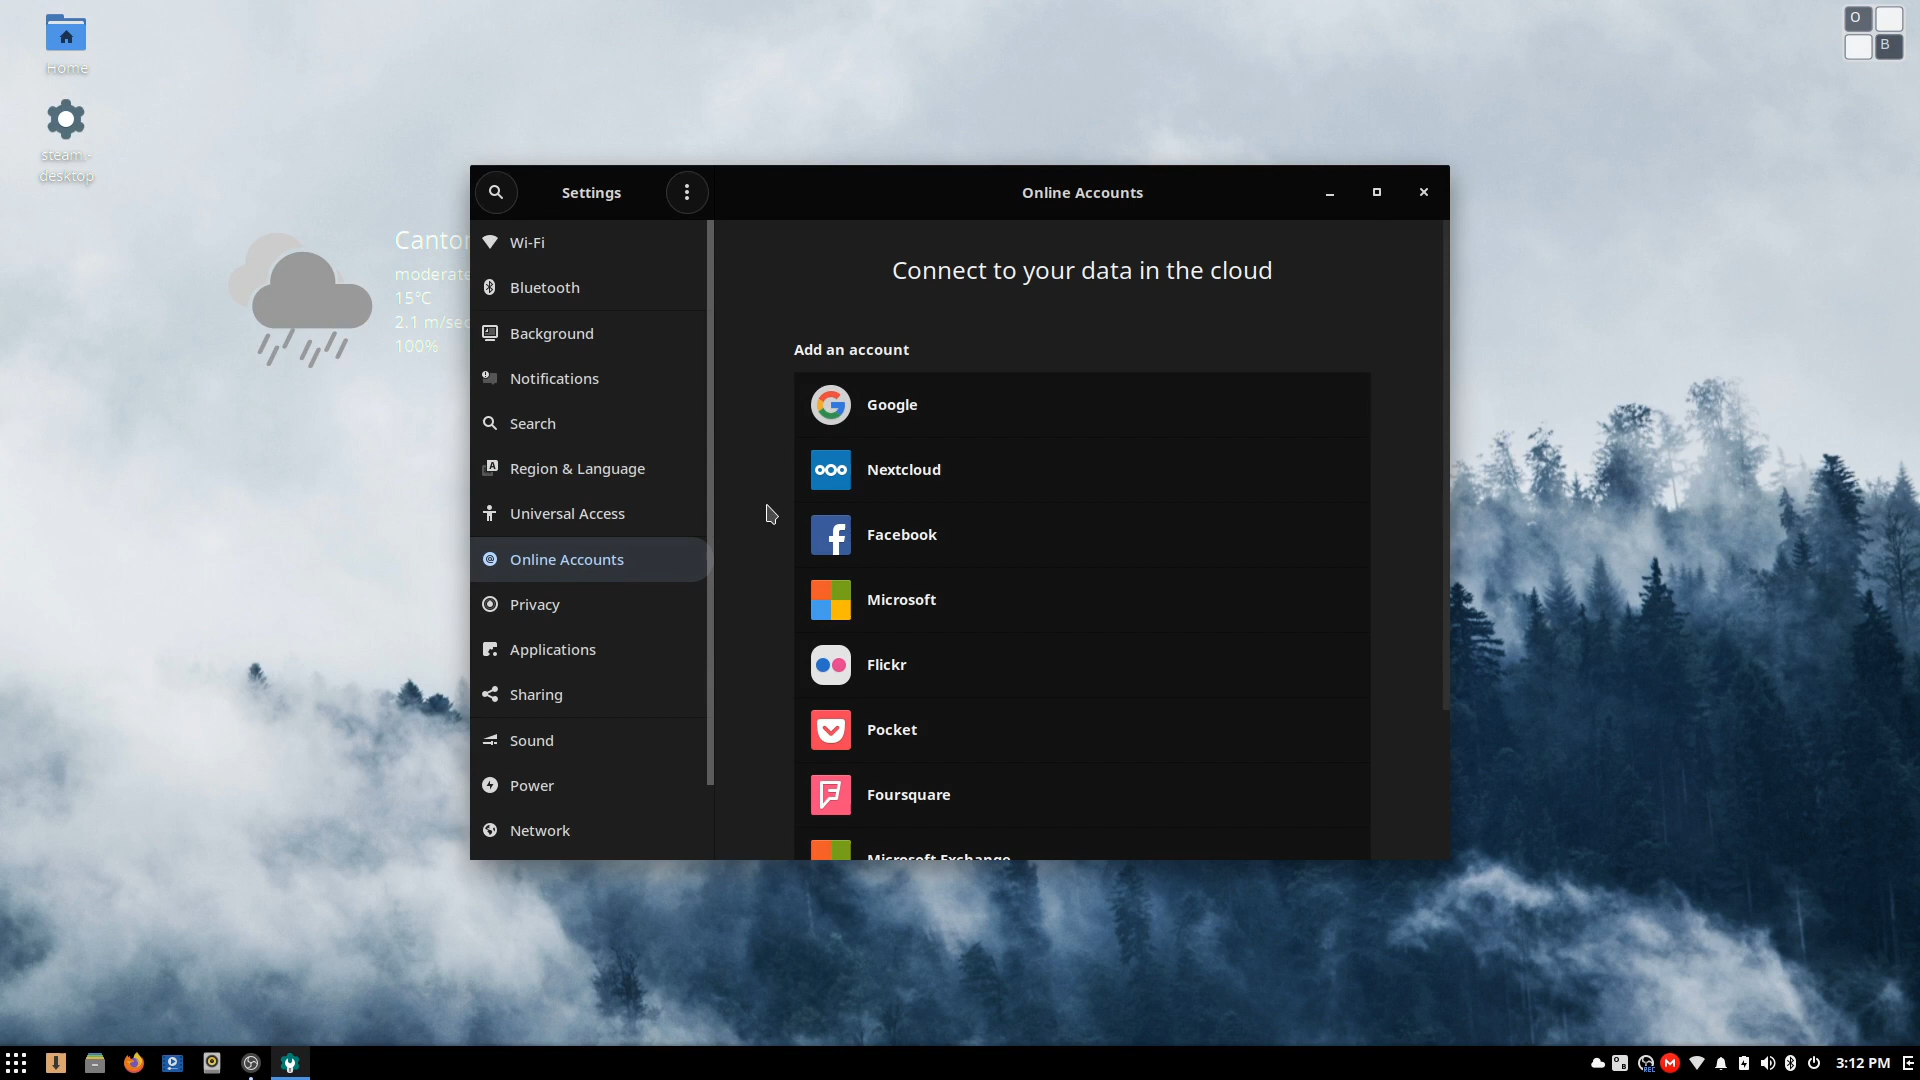 Home
steam -
desktop
O
B
moderate
15°C
2.1 m/sec
100%
Settings
Online Accounts
Wi-Fi
Bluetooth
Background
Notifications
Search
Region & Language
Universal Access
Online Accounts
Privacy
Applications
Sharing
Sound
Power
Network
Connect to your data in the cloud
Add an account
Google
Nextcloud
Facebook
Microsoft
Flickr
Pocket
Foursquare
Microsoft Exchange
3:12 PM